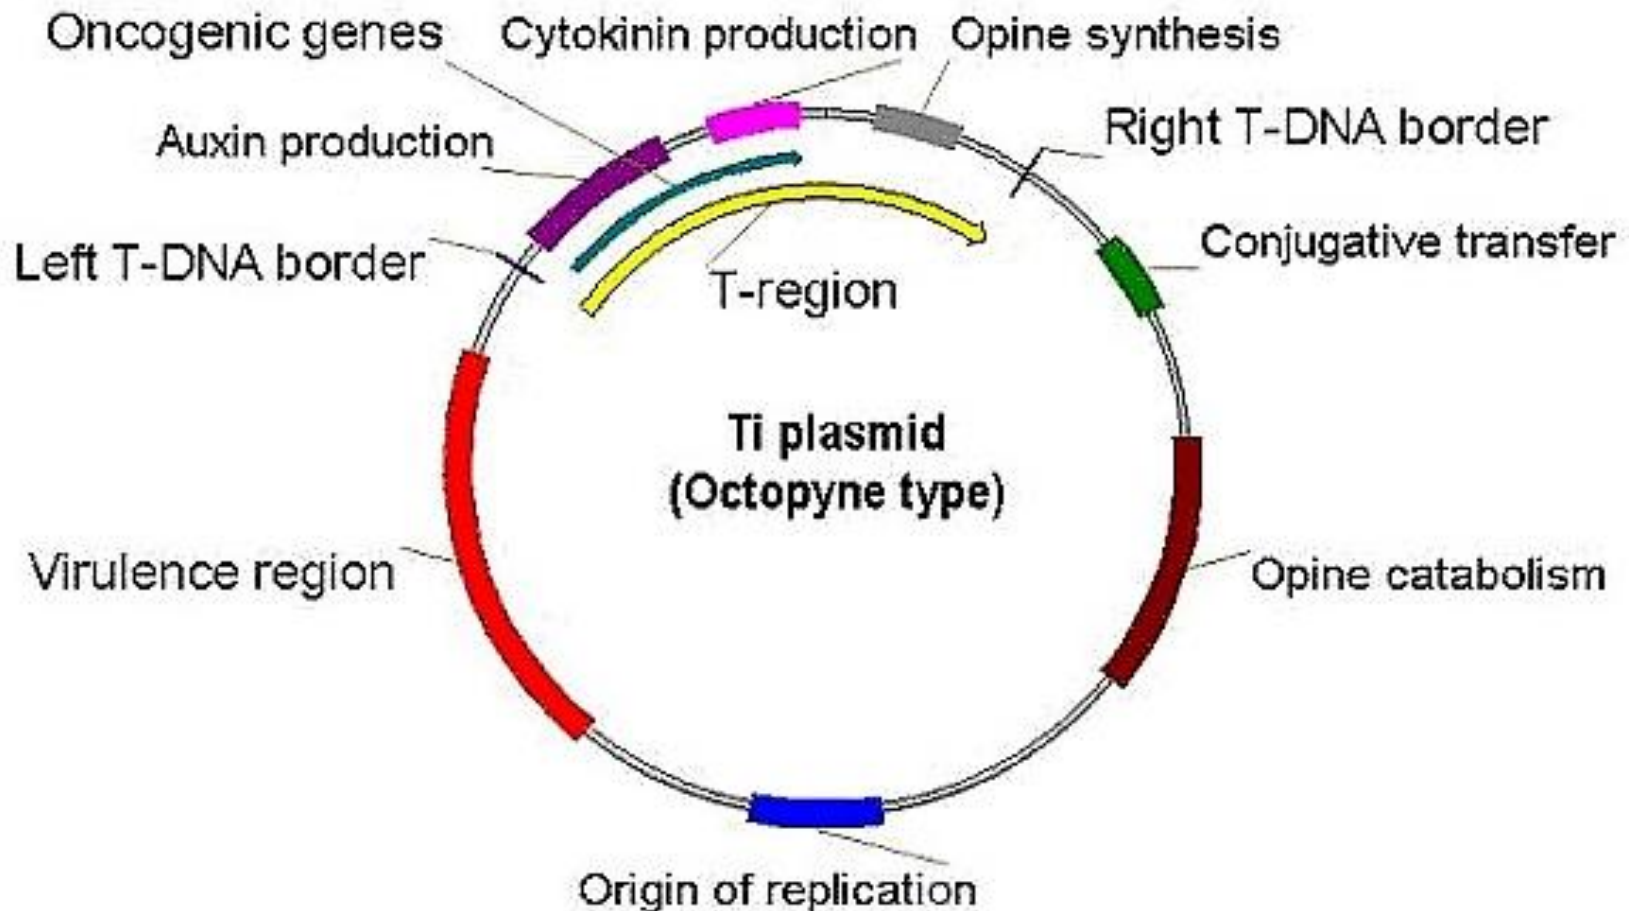 Oncogenic genes
Cytokinin production
Opine synthesis
Auxin production
Right T-DNA border
Left T-DNA border
Conjugative transfer
T-region
Ti plasmid
(Octopyne type)
Virulence region
Opine catabolism
Origin of replication